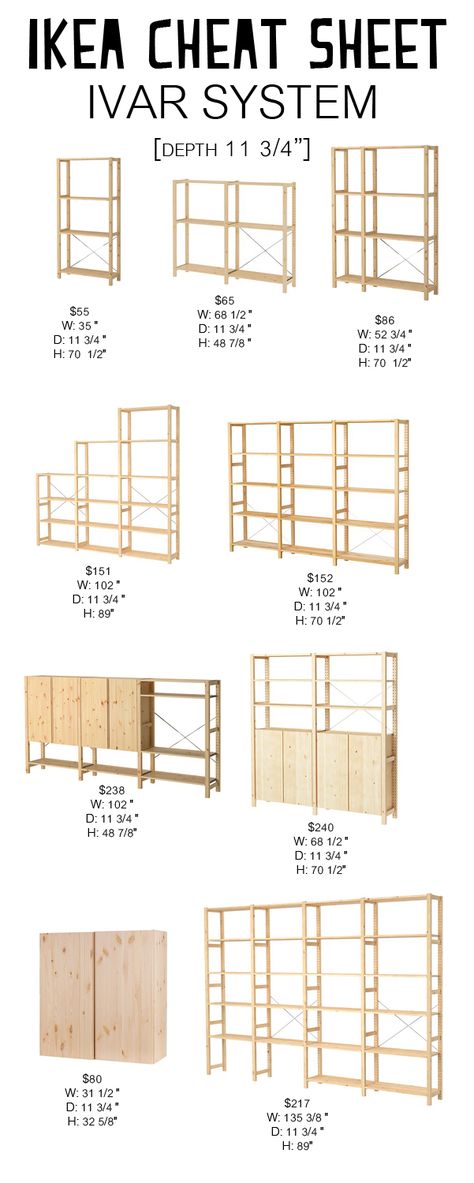 IKEA CHEAT SHEET
IVAR SYSTEM
[DEPTH 11 3/4"]
$55
W: 35 "
D: 11 3/4 "
H: 70 1/2"
$65
W: 68 1/2 "
D: 11 3/4 "
H: 48 7/8 "
$86
W: 52 3/4 "
D: 11 3/4 "
H: 70 1/2"
$151
W: 102 "
D: 11 3/4 "
H: 89"
$152
W: 102 "
D: 11 3/4 "
H: 70 1/2"
$238
W: 102 "
D: 11 3/4 "
H: 48 7/8"
$240
W: 68 1/2 "
D: 11 3/4 "
H: 70 1/2"
$80
W: 31 1/2 "
D: 11 3/4 "
H: 32 5/8"
$217
W: 135 3/8 "
D: 11 3/4 "
H: 89"